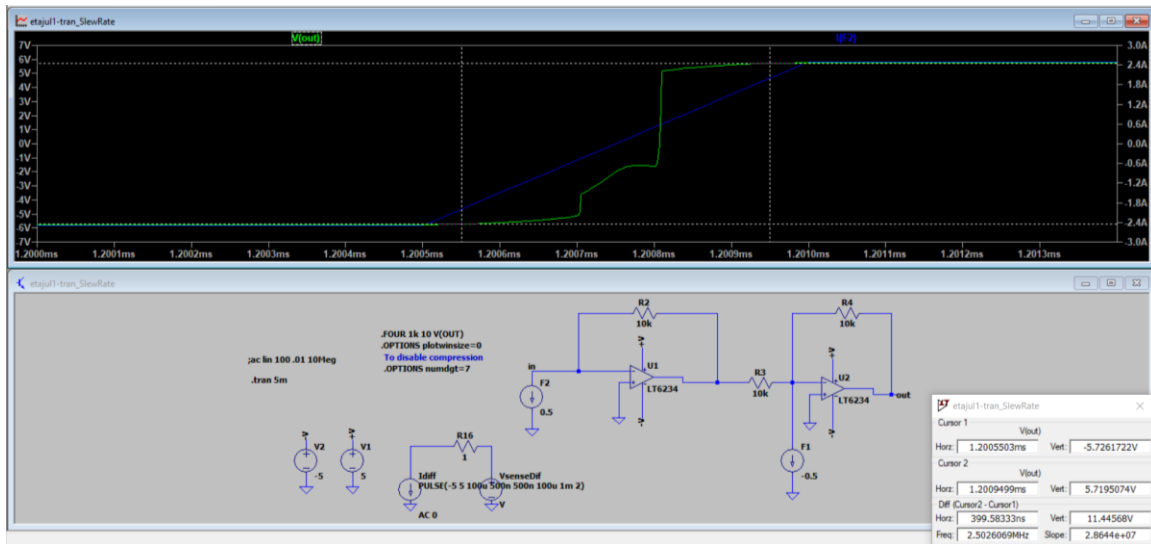 etajul1-tran_SlewRate
V(out)
I(F2)
7V
6V
5V
4V
3V
2V
1V
0V
-1V
-2V
-3V
-4V
-5V
-6V
-7V
3.0A
2.4A
1.8A
1.2A
0.6A
0.0A
-0.6A
-1.2A
-1.8A
-2.4A
-3.0A
1.2000ms 1.2001ms 1.2002ms 1.2003ms 1.2004ms 1.2005ms 1.2006ms 1.2007ms 1.2008ms 1.2009ms 1.2010ms 1.2011ms 1.2012ms 1.2013ms
etajul1-tran_SlewRate
.FOUR 1k 10 V(OUT)
.OPTIONS plotwinsize=0
To disable compression
.OPTIONS numdgt=7
;ac lin 100 .01 10Meg
.tran 5m
R2
10k
R4
10k
+V
U1
LT6234
-V
in
F2
0.5
R3
10k
+V
U2
LT6234
-V
out
F1
-0.5
-V
V2
-5
+V
V1
5
R16
1
Idiff
PULSE(-5 5 100u 500n 500n 100u 1m 2)
AC 0
VsenseDif
V
etajul1-tran_SlewRate
Cursor 1
V(out)
Horz: 1.2005503ms Vert: -5.7261722V
Cursor 2
V(out)
Horz: 1.2009499ms Vert: 5.7195074V
Diff (Cursor2 - Cursor1)
Horz: 399.58333ns Vert: 11.44568V
Freq: 2.5026069MHz Slope: 2.8644e+07